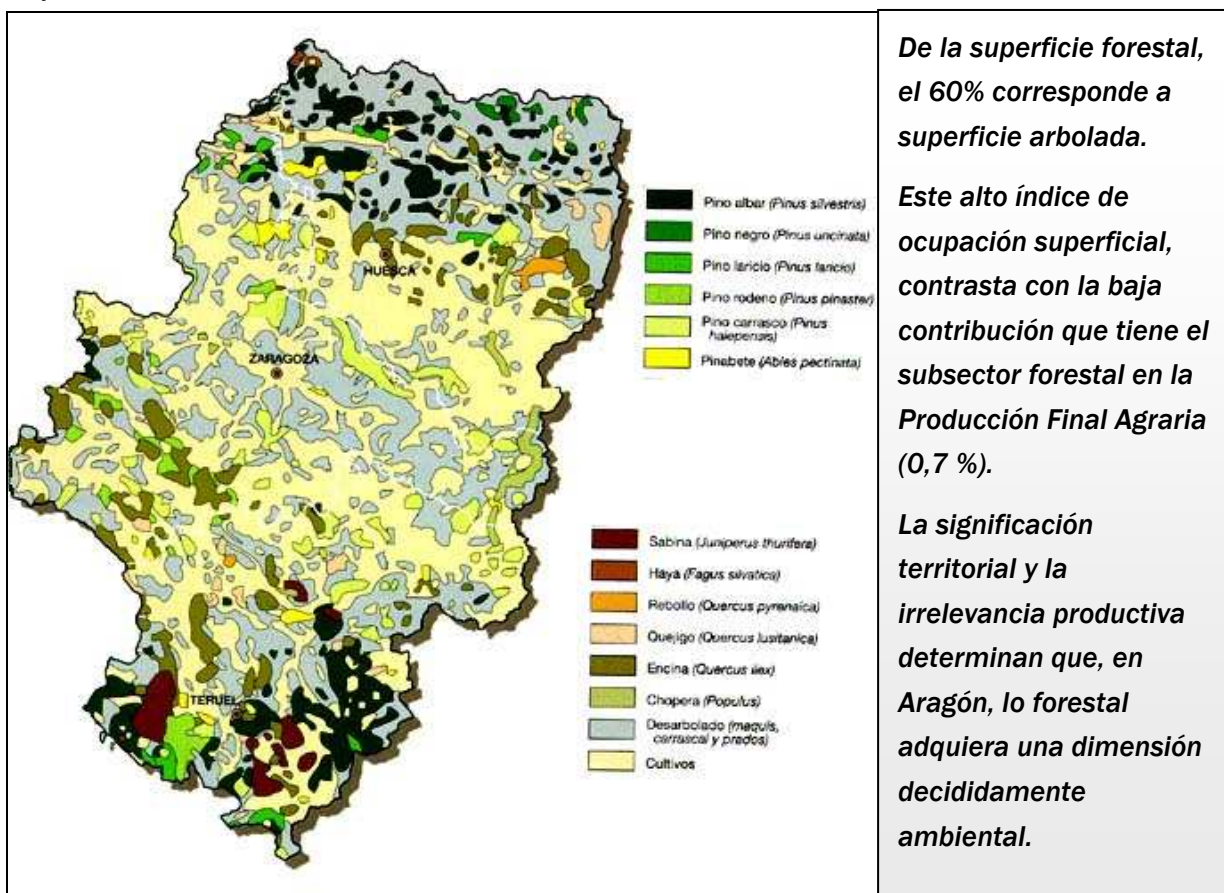 HUESCA
ZARAGOZA
TERUEL
Pino albar (Pinus silvestris)
Pino negro (Pinus uncinata)
Pino laricio (Pinus laricio)
Pino rodeno (Pinus pinaster)
Pino carrasco (Pinus
halepensis)
Pinabete (Abies pectinata)
Sabina (Juniperus thurifera)
Haya (Fagus silvatica)
Rebollo (Quercus pyrenaica)
Quejigo (Quercus lusitanica)
Encina (Quercus ilex)
Chopera (Populus)
Desarbolado (maquis,
carrascal y prados)
Cultivos
De la superficie forestal,
el 60% corresponde a
superficie arbolada.
Este alto índice de
ocupación superficial,
contrasta con la baja
contribución que tiene el
subsector forestal en la
Producción Final Agraria
(0,7 %).
La significación
territorial y la
irrelevancia productiva
determinan que, en
Aragón, lo forestal
adquiera una dimensión
decididamente
ambiental.